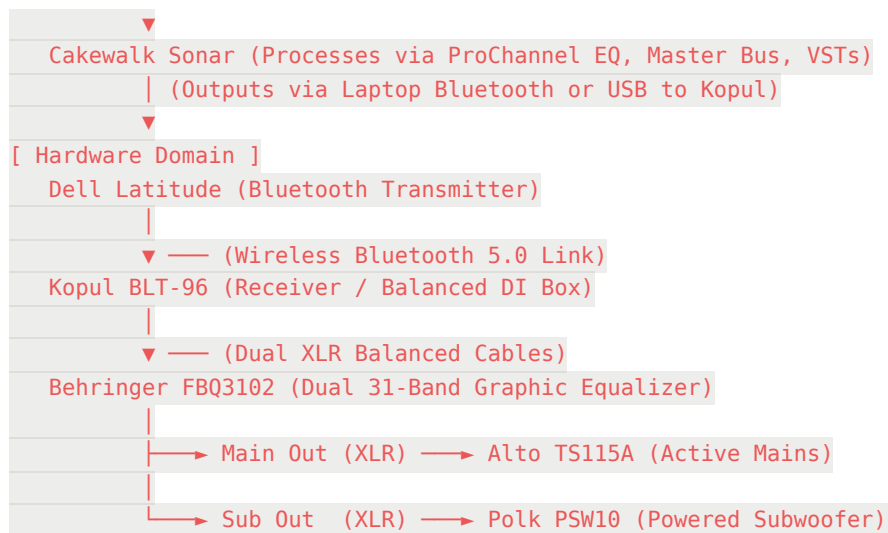 ▼
Cakewalk Sonar (Processes via ProChannel EQ, Master Bus, VSTs)
│ (Outputs via Laptop Bluetooth or USB to Kopul)
▼
[ Hardware Domain ]
Dell Latitude (Bluetooth Transmitter)
│
▼ ─── (Wireless Bluetooth 5.0 Link)
Kopul BLT-96 (Receiver / Balanced DI Box)
│
▼ ─── (Dual XLR Balanced Cables)
Behringer FBQ3102 (Dual 31-Band Graphic Equalizer)
│
├───► Main Out (XLR) ───► Alto TS115A (Active Mains)
│
└───► Sub Out (XLR) ───► Polk PSW10 (Powered Subwoofer)